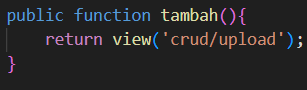 public function tambah(){
    return view('crud/upload');
}